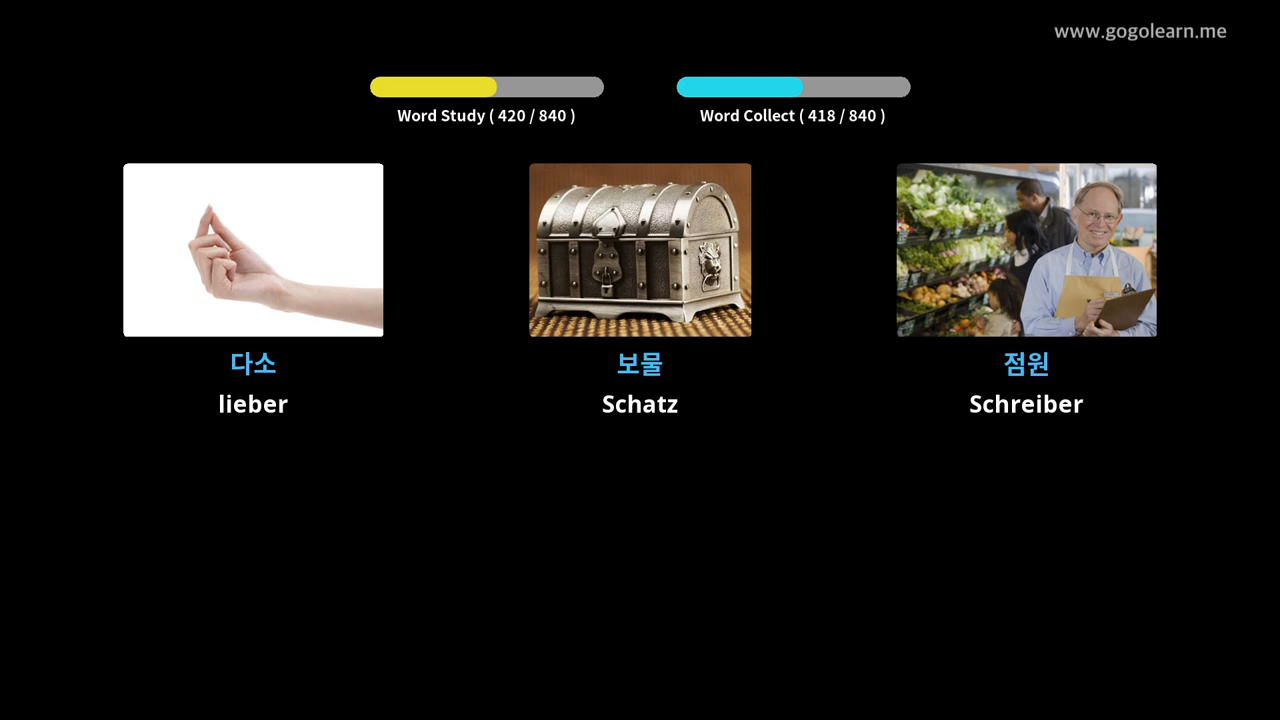 www.gogolearn.me
Word Study ( 420 / 840 )
Word Collect ( 418 / 840 )
다소
보물
점원
lieber
Schatz
Schreiber